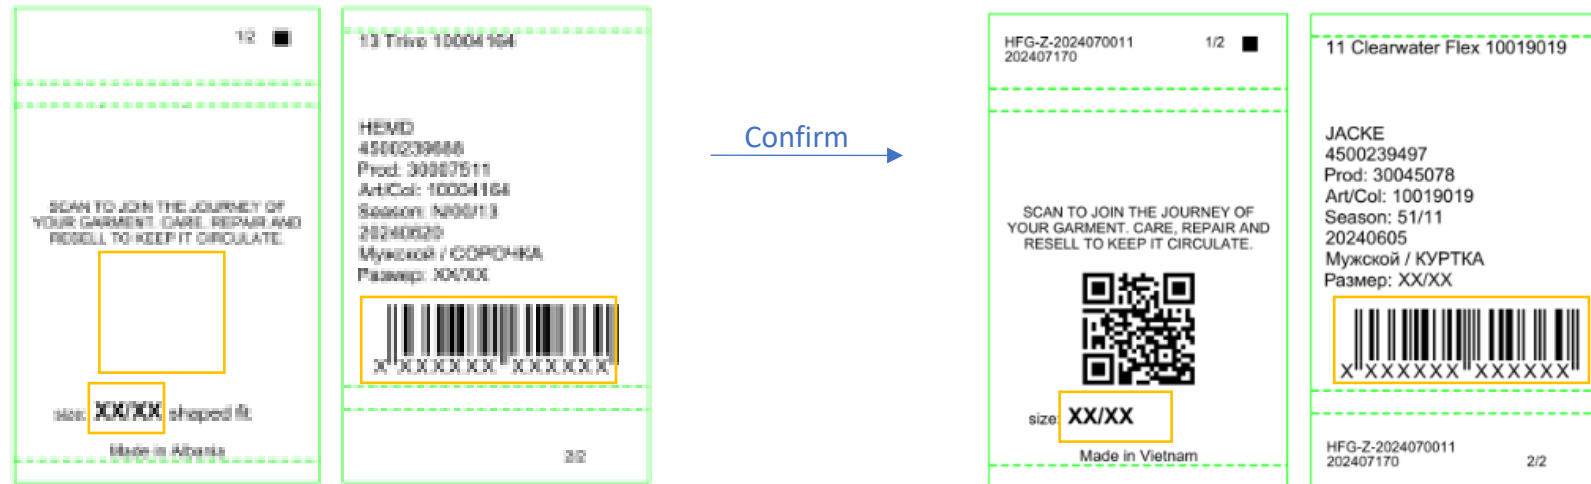 1/2
SCAN TO JOIN THE JOURNEY OF
YOUR GARMENT. CARE, REPAIR AND
RESELL TO KEEP IT CIRCULATE.
size: XX/XX shaped fit
Made in Albania
13 Trivo 10004164
HEMD
4500239688
Prod: 30007511
Art/Col: 10004164
Season: N/00/13
20240620
Мужской / СОРОЧКА
Размер: XX/XX
X XXXXXX XXXXXX
2/2
Confirm
HFG-Z-2024070011
202407170
1/2
SCAN TO JOIN THE JOURNEY OF
YOUR GARMENT. CARE, REPAIR AND
RESELL TO KEEP IT CIRCULATE.
size: XX/XX
Made in Vietnam
11 Clearwater Flex 10019019
JACKE
4500239497
Prod: 30045078
Art/Col: 10019019
Season: 51/11
20240605
Мужской / КУРТКА
Размер: XX/XX
X XXXXXX XXXXXX
HFG-Z-2024070011
202407170
2/2